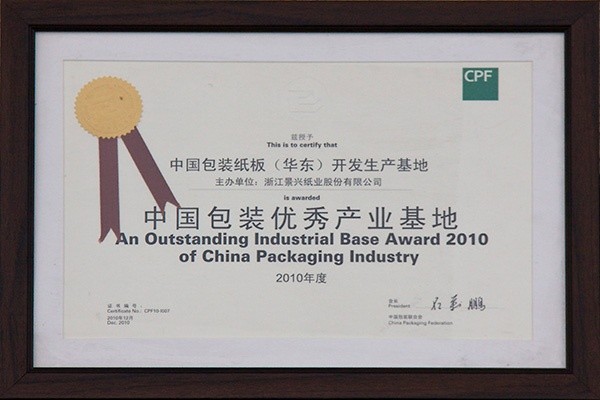 CPF
兹授予
This is to certify that
中国包装纸板（华东）开发生产基地
主办单位：浙江景兴纸业股份有限公司
is awarded
中国包装优秀产业基地
An Outstanding Industrial Base Award 2010
of China Packaging Industry
2010年度
证书编号：
Certificate No.:
2010年12月
Dec. 2010
会长
President
中国包装联合会
China Packaging Federation